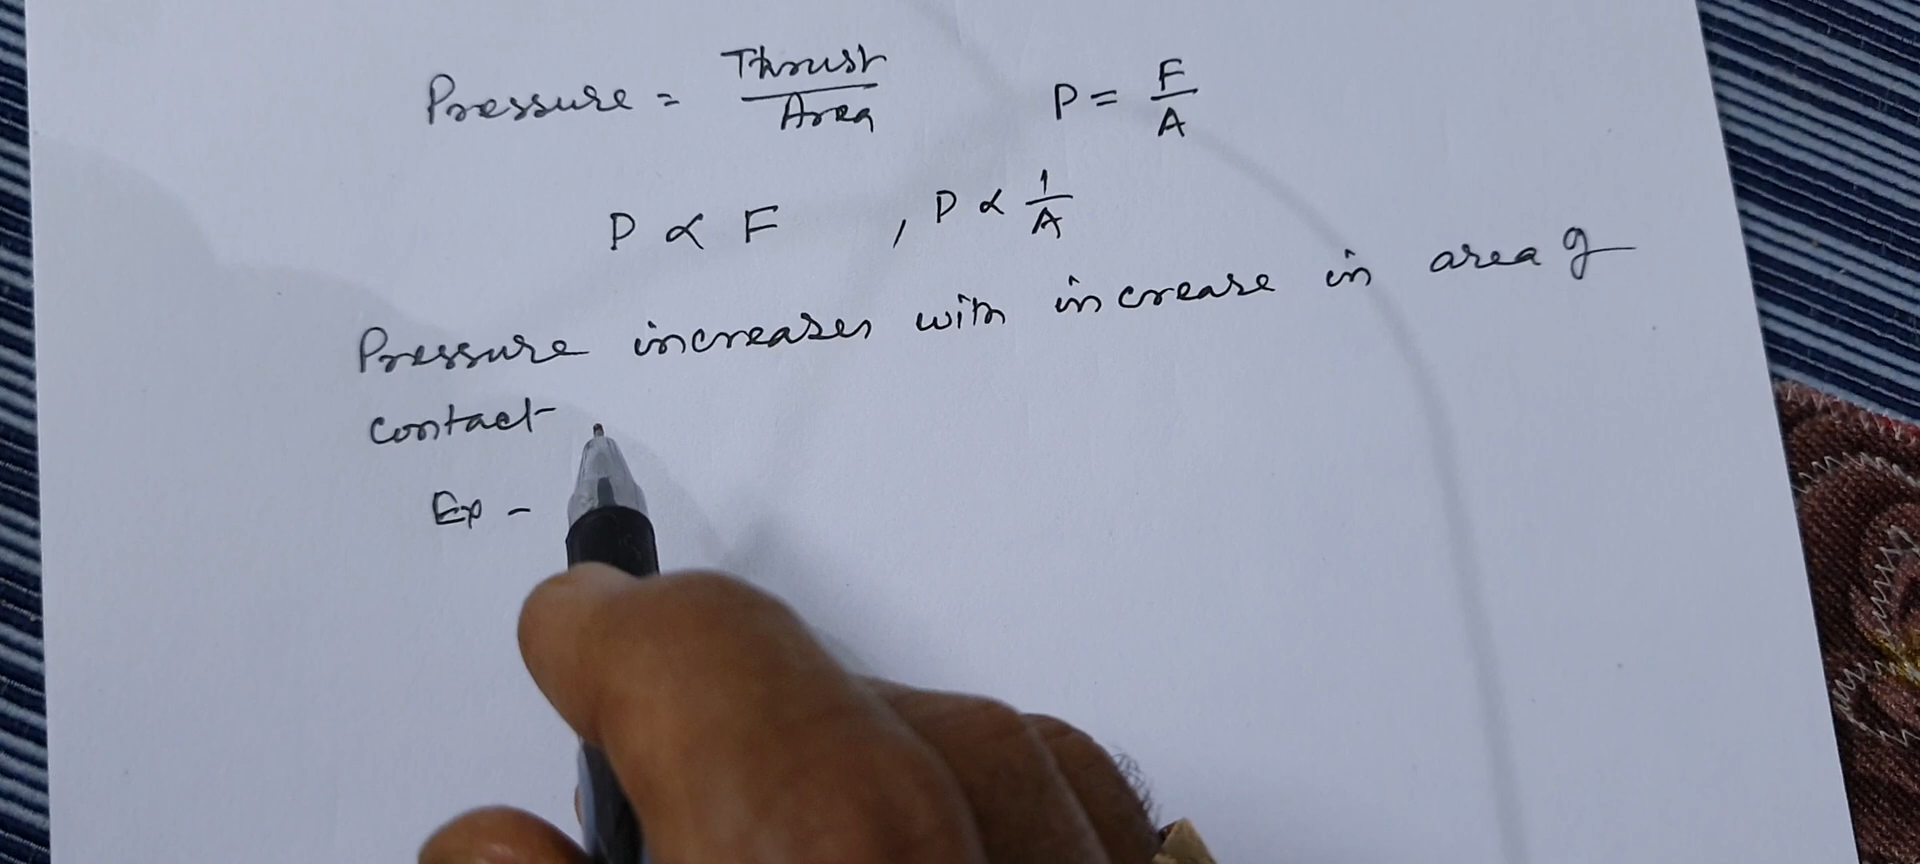 Pressure = Thrust/Area P = F/A
P ∝ F , P ∝ 1/A
Pressure increases with increase in area of
contact
Ex -